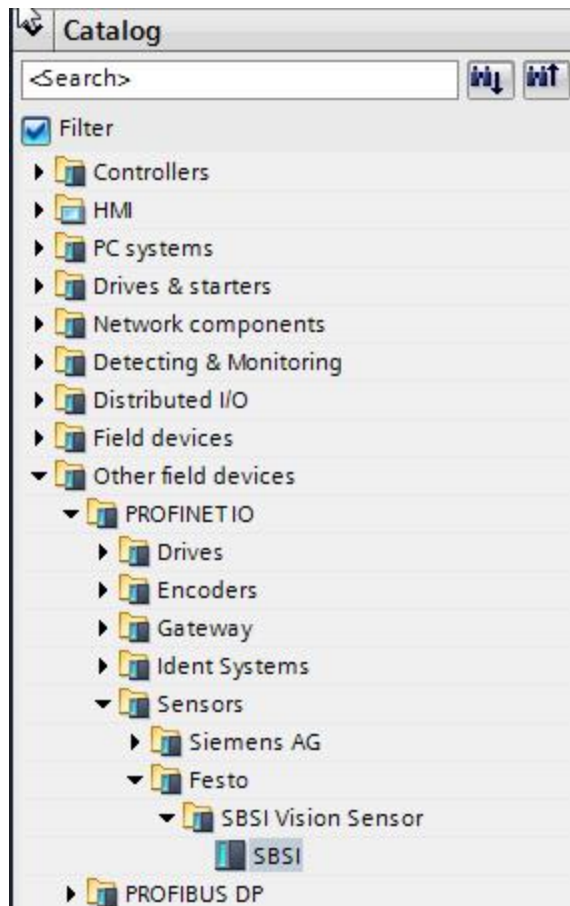 Catalog
<Search>
Filter
Controllers
HMI
PC systems
Drives & starters
Network components
Detecting & Monitoring
Distributed I/O
Field devices
Other field devices
PROFINET IO
Drives
Encoders
Gateway
Ident Systems
Sensors
Siemens AG
Festo
SBSI Vision Sensor
SBSI
PROFIBUS DP